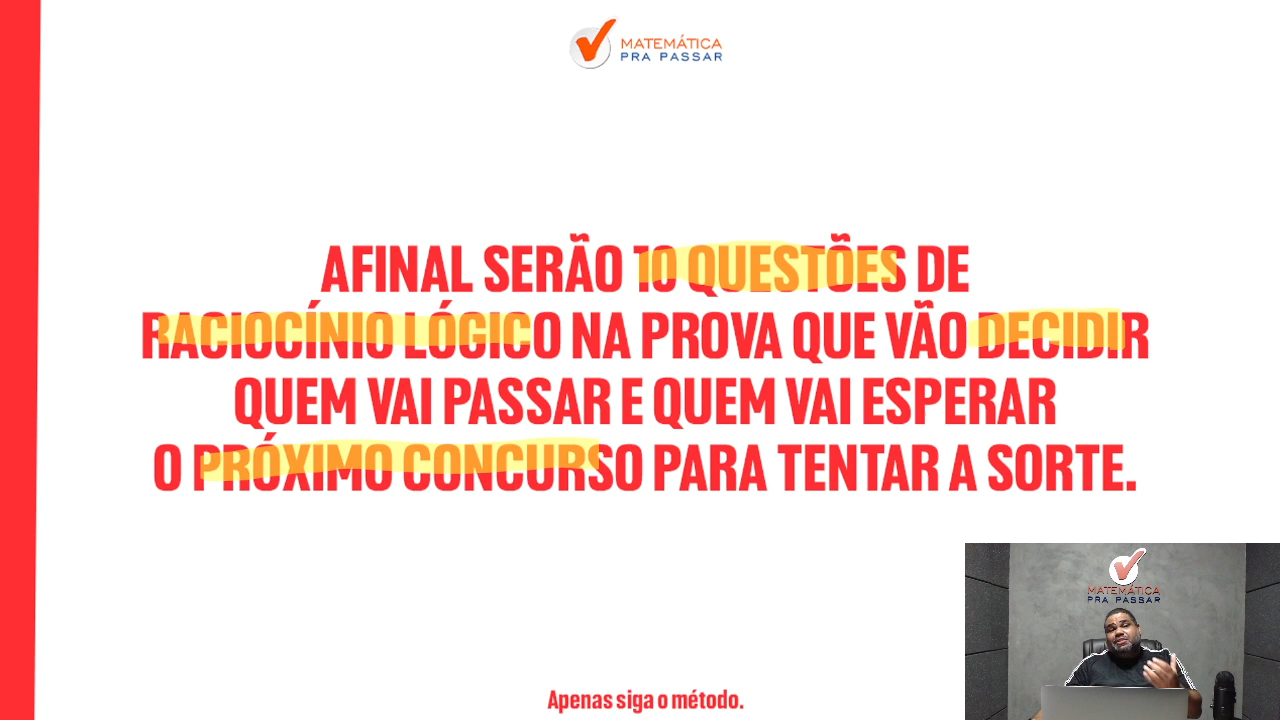 MATEMÁTICA
PRA PASSAR
AFINAL SERÃO 10 QUESTÕES DE
RACIOCÍNIO LÓGICO NA PROVA QUE VÃO DECIDIR
QUEM VAI PASSAR E QUEM VAI ESPERAR
O PRÓXIMO CONCURSO PARA TENTAR A SORTE.
MATEMÁTICA
PRA PASSAR
Apenas siga o método.